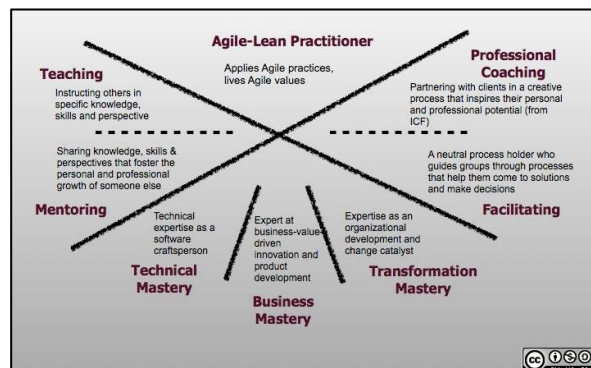 Agile-Lean Practitioner
Applies Agile practices,
lives Agile values
Teaching
Instructing others in
specific knowledge,
skills and perspective
Professional
Coaching
Partnering with clients in a creative
process that inspires their personal
and professional potential (from
ICF)
Sharing knowledge, skills &
perspectives that foster the
personal and professional
growth of someone else
Mentoring
A neutral process holder who
guides groups through processes
that help them come to solutions
and make decisions
Facilitating
Technical
expertise as a
software
craftsperson
Technical
Mastery
Expert at
business-value-
driven
innovation and
product
development
Business
Mastery
Expertise as an
organizational
development and
change catalyst
Transformation
Mastery
cc